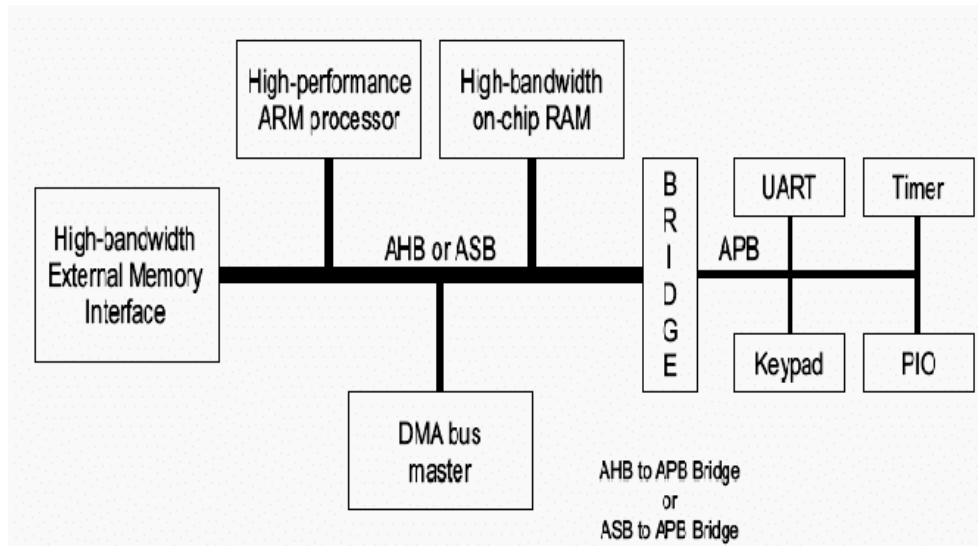 High-performance
ARM processor
High-bandwidth
on-chip RAM
High-bandwidth
External Memory
Interface
AHB or ASB
B
R
I
D
G
E
UART
Timer
APB
Keypad
PIO
DMA bus
master
AHB to APB Bridge
or
ASB to APB Bridge